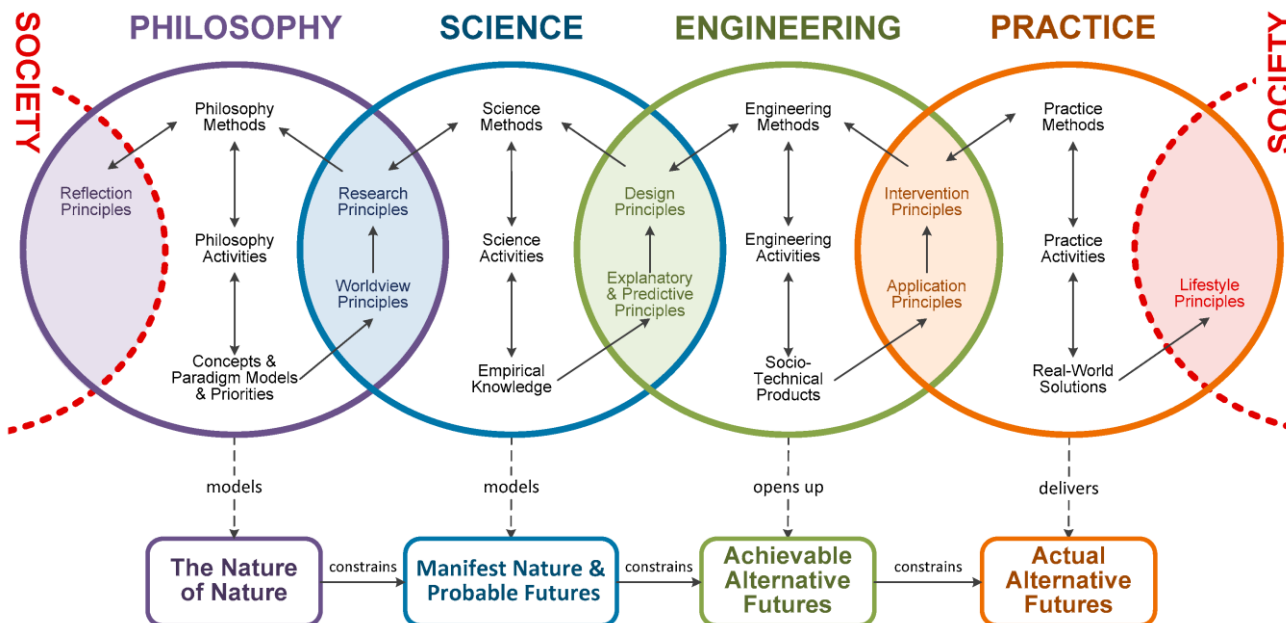 SOCIETY
PHILOSOPHY
SCIENCE
ENGINEERING
PRACTICE
SOCIETY
Philosophy
Methods
Science
Methods
Engineering
Methods
Practice
Methods
Reflection
Principles
Research
Principles
Design
Principles
Intervention
Principles
Philosophy
Activities
Science
Activities
Engineering
Activities
Practice
Activities
Worldview
Principles
Explanatory
& Predictive
Principles
Application
Principles
Lifestyle
Principles
Concepts &
Paradigm Models
& Priorities
Empirical
Knowledge
Socio-
Technical
Products
Real-World
Solutions
models
models
opens up
delivers
The Nature
of Nature
constrains
Manifest Nature &
Probable Futures
constrains
Achievable
Alternative
Futures
constrains
Actual
Alternative
Futures